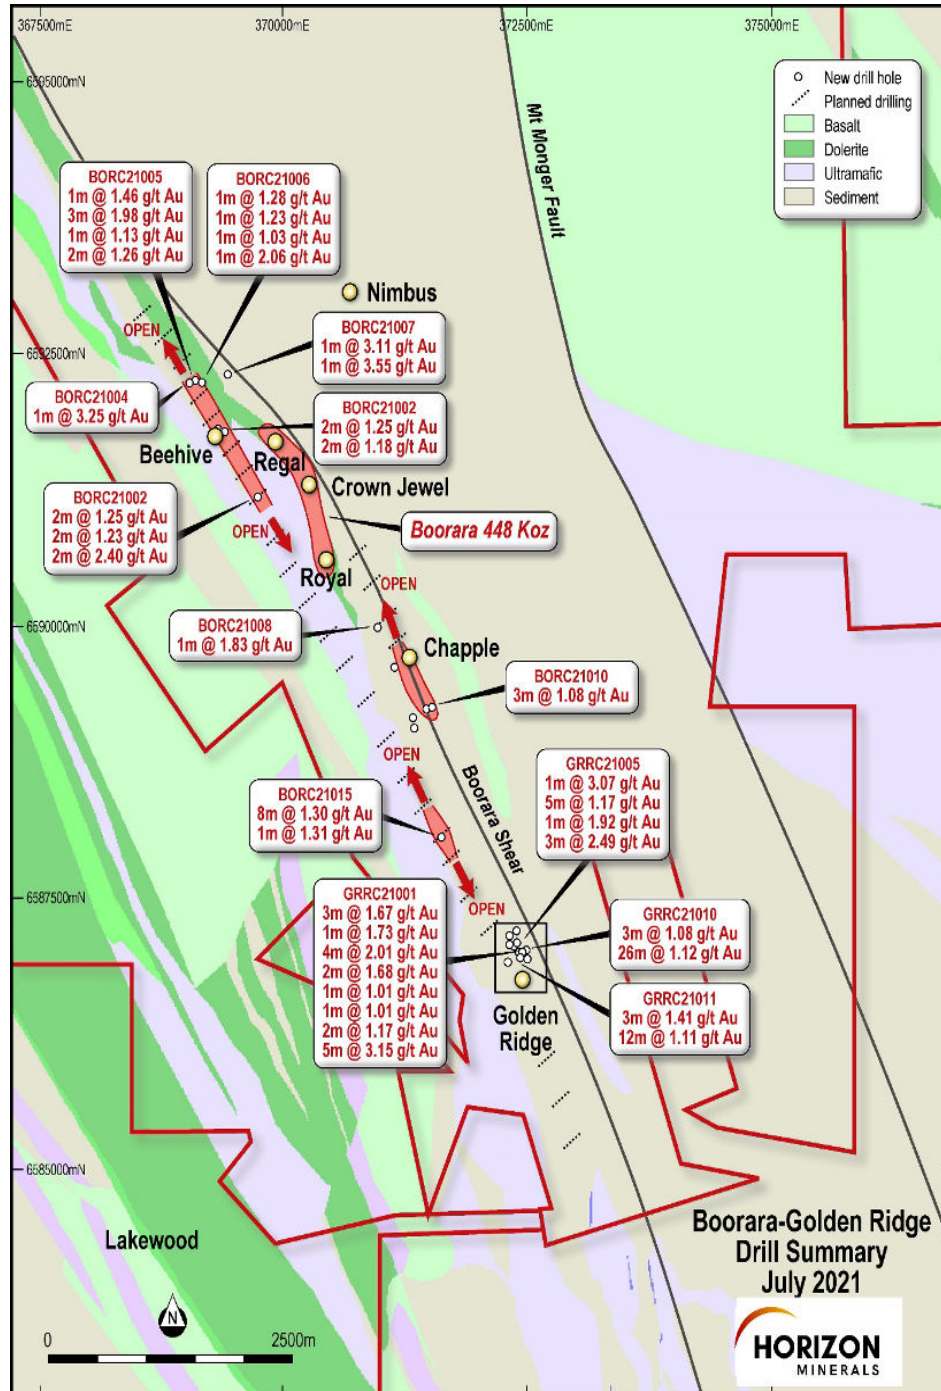 367500mE
370000mE
372500mE
375000mE
6595000mN
6592500mN
6590000mN
6587500mN
6585000mN
New drill hole
Planned drilling
Basalt
Dolerite
Ultramafic
Sediment
Mt Monger Fault
BORC21005
1m @ 1.46 g/t Au
3m @ 1.98 g/t Au
1m @ 1.13 g/t Au
2m @ 1.26 g/t Au
BORC21006
1m @ 1.28 g/t Au
1m @ 1.23 g/t Au
1m @ 1.03 g/t Au
1m @ 2.06 g/t Au
Nimbus
OPEN
BORC21007
1m @ 3.11 g/t Au
1m @ 3.55 g/t Au
BORC21004
1m @ 3.25 g/t Au
BORC21002
2m @ 1.25 g/t Au
2m @ 1.18 g/t Au
Beehive
Regal
Crown Jewel
BORC21002
2m @ 1.25 g/t Au
2m @ 1.23 g/t Au
2m @ 2.40 g/t Au
OPEN
Boorara 448 Koz
Royal
OPEN
BORC21008
1m @ 1.83 g/t Au
Chapple
BORC21010
3m @ 1.08 g/t Au
OPEN
Boorara Shear
BORC21015
8m @ 1.30 g/t Au
1m @ 1.31 g/t Au
GRRC21005
1m @ 3.07 g/t Au
5m @ 1.17 g/t Au
1m @ 1.92 g/t Au
3m @ 2.49 g/t Au
OPEN
GRRC21001
3m @ 1.67 g/t Au
1m @ 1.73 g/t Au
4m @ 2.01 g/t Au
2m @ 1.68 g/t Au
1m @ 1.01 g/t Au
1m @ 1.01 g/t Au
2m @ 1.17 g/t Au
5m @ 3.15 g/t Au
GRRC21010
3m @ 1.08 g/t Au
26m @ 1.12 g/t Au
GRRC21011
3m @ 1.41 g/t Au
12m @ 1.11 g/t Au
Golden
Ridge
Lakewood
N
0
2500m
Boorara-Golden Ridge
Drill Summary
July 2021
HORIZON
MINERALS